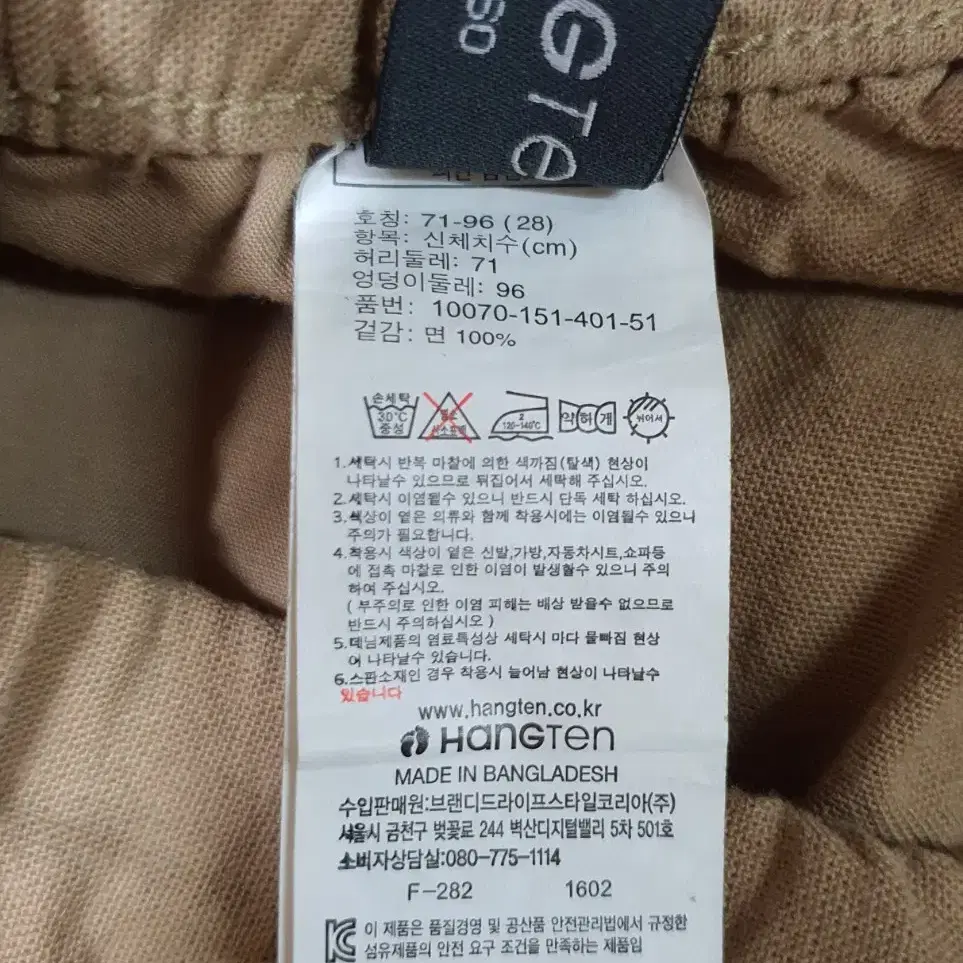 GTe
60
호칭: 71-96 (28)
항목: 신체치수(cm)
허리둘레: 71
엉덩이둘레: 96
품번: 10070-151-401-51
겉감: 면 100%
손세탁
30℃
중성
2
120-140℃
약하게
뉘어서
1.세탁시 반복 마찰에 의한 색까짐(탈색) 현상이
나타날수 있으므로 뒤집어서 세탁해 주십시오.
2.세탁시 이염될수 있으니 반드시 단독 세탁 하십시오.
3.색상이 옅은 의류와 함께 착용시에는 이염될수 있으니
주의가 필요합니다.
4.착용시 색상이 옅은 신발,가방,자동차시트,쇼파등
에 접촉 마찰로 인한 이염이 발생할수 있으니 주의
하여 주십시오.
( 부주의로 인한 이염 피해는 배상 받을수 없으므로
반드시 주의하십시오.)
5.데님제품의 염료특성상 세탁시 마다 물빠짐 현상
이 나타날수 있습니다.
6.스판소재인 경우 착용시 늘어남 현상이 나타날수
있습니다
www.hangten.co.kr
HANGTEN
MADE IN BANGLADESH
수입판매원:브랜디드라이프스타일코리아(주)
서울시 금천구 벚꽃로 244 벽산디지털밸리 5차 501호
소비자상담실:080-775-1114
F-282 1602
이 제품은 품질경영 및 공산품 안전관리법에서 규정한
섬유제품의 안전 요구 조건을 만족하는 제품임